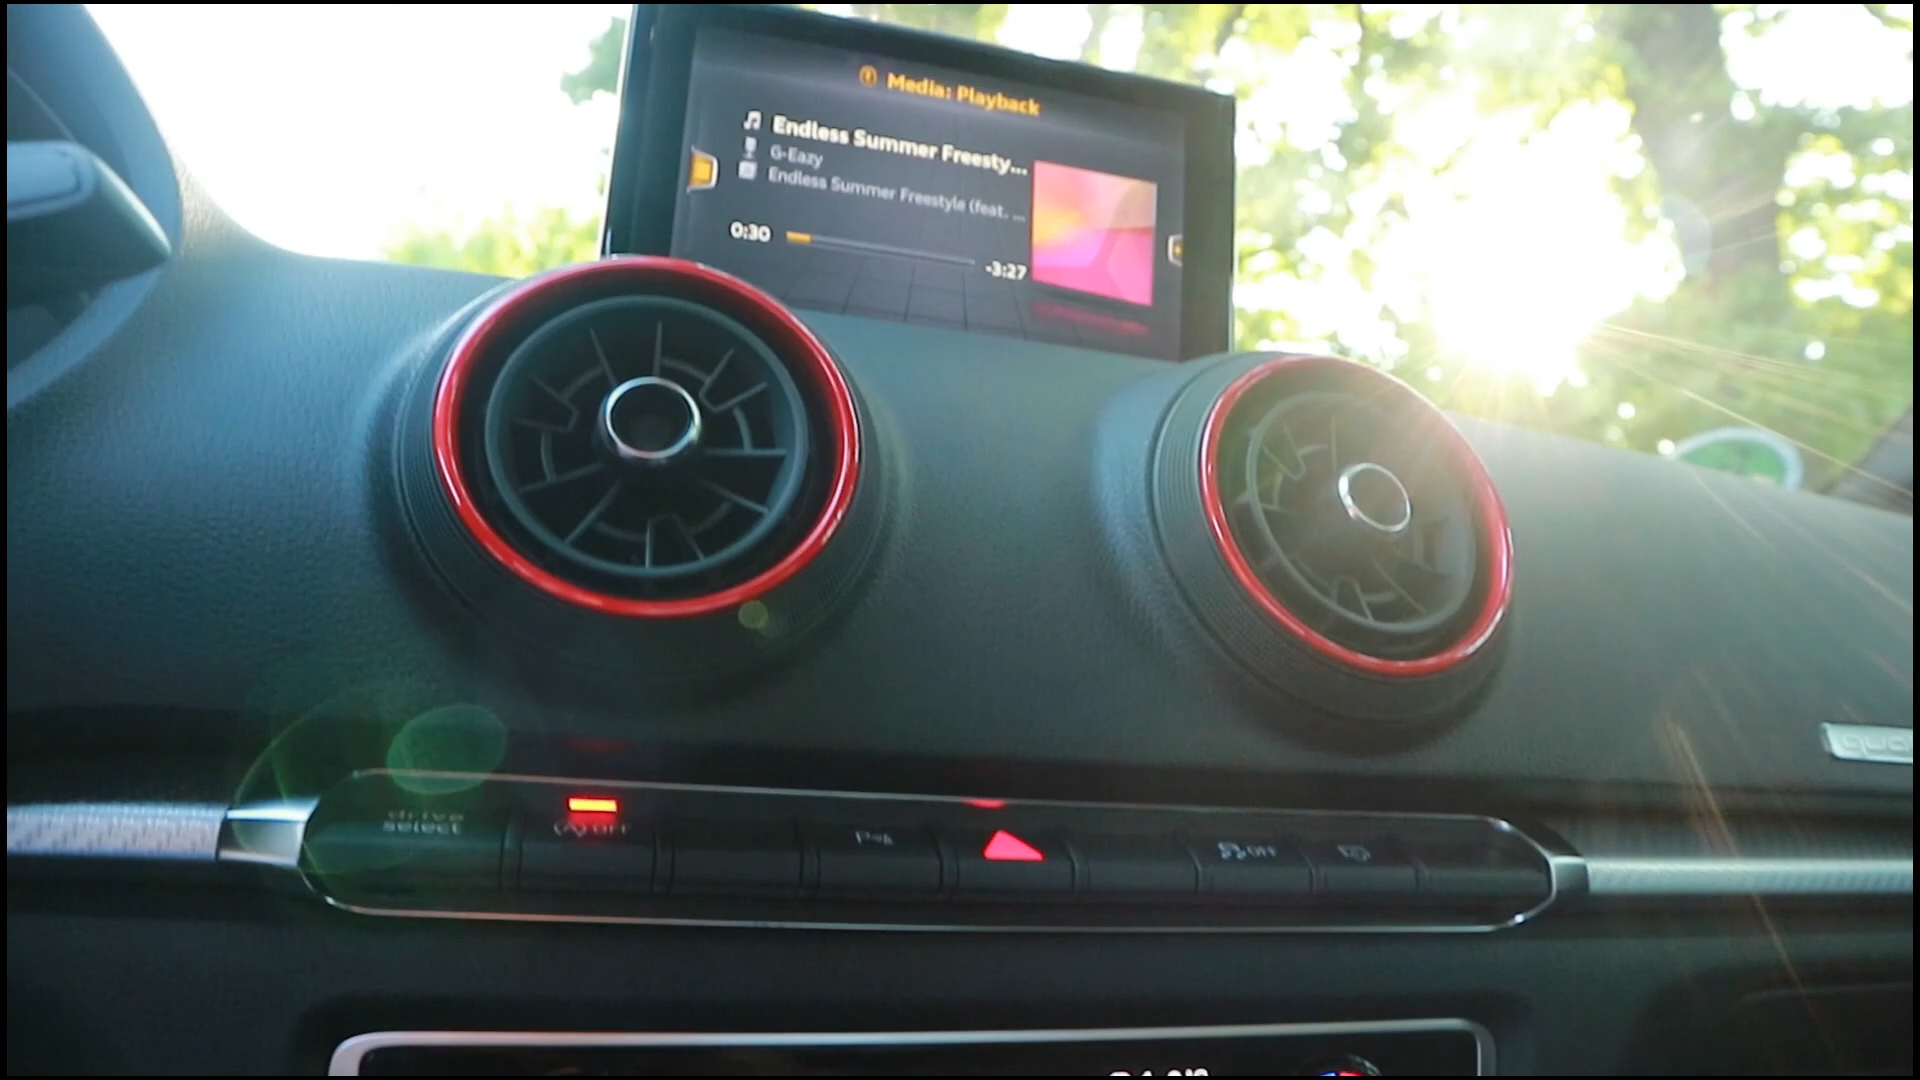 Media: Playback
Endless Summer Freesty...
G-Eazy
Endless Summer Freestyle (feat. ...
0:30
-3:27
drive
select
(A) OFF
OFF